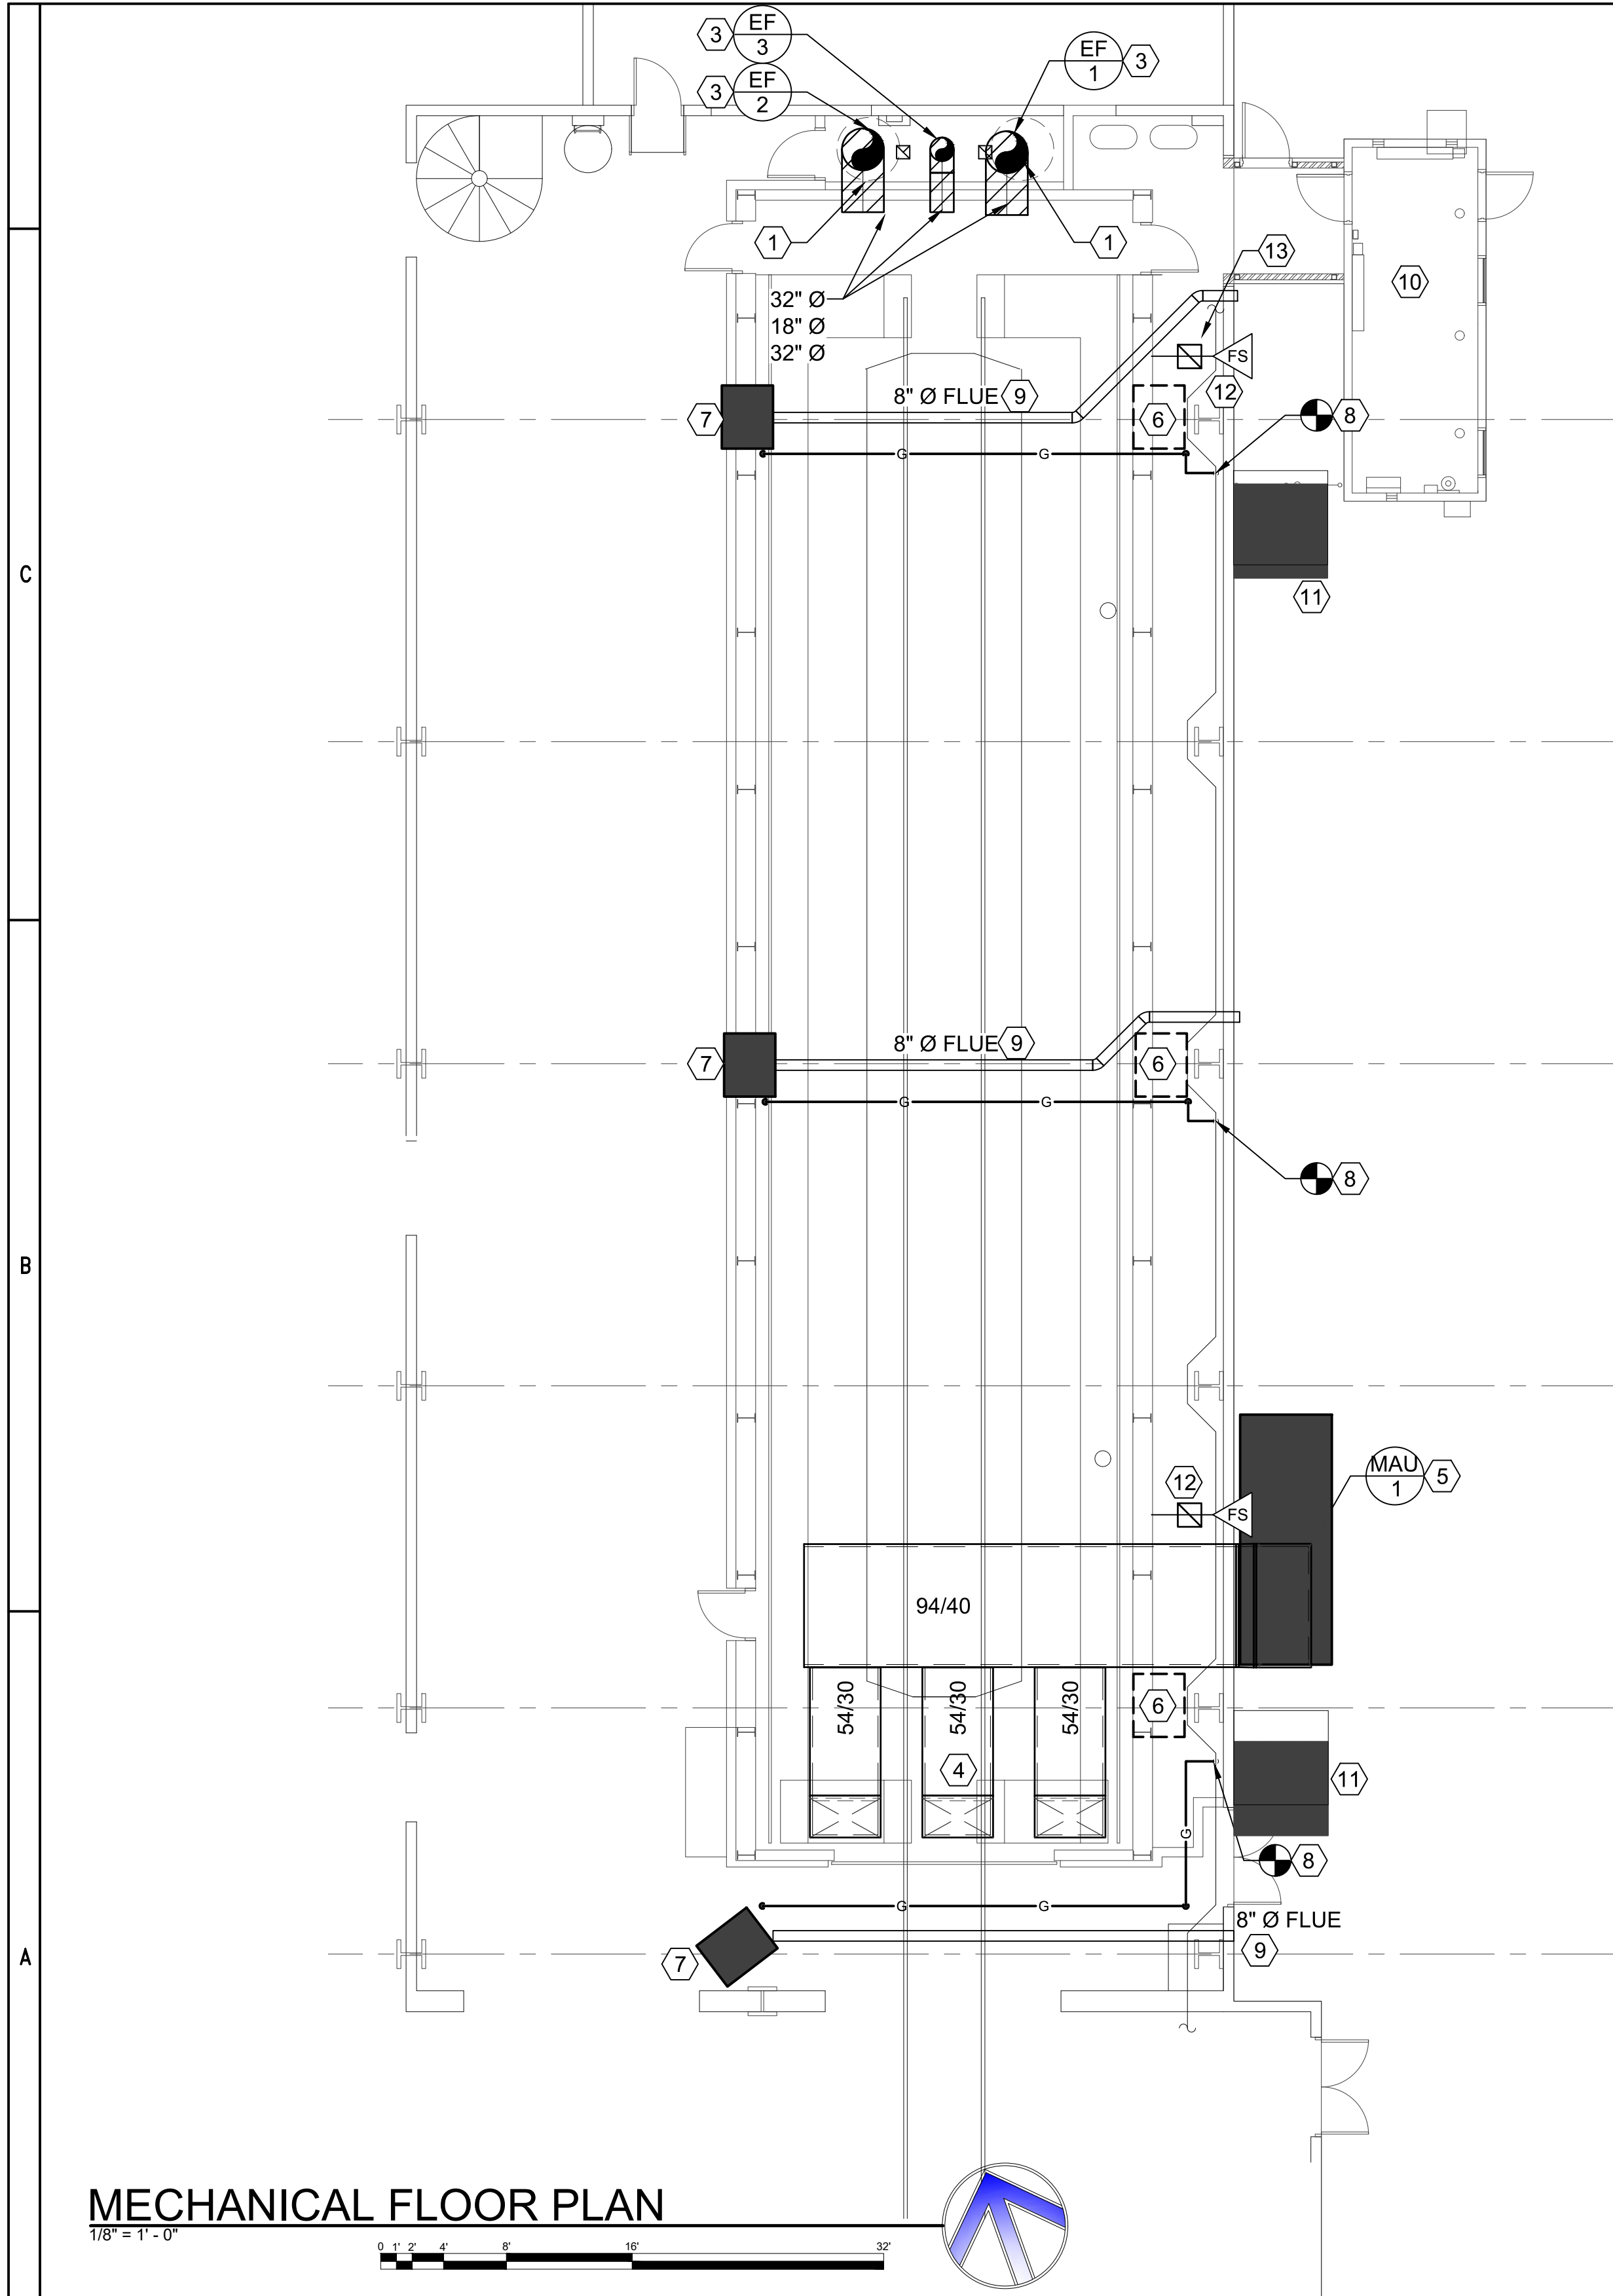 3
EF
3
3
EF
2
EF
1
3
1
1
13
10
32" Ø
18" Ø
32" Ø
FS
12
8" Ø FLUE
9
7
6
8
G
G
C
11
8" Ø FLUE
9
7
6
G
G
8
B
12
FS
MAU
1
5
94/40
54/30
54/30
54/30
6
4
11
G
8
G
G
8" Ø FLUE
9
7
A
MECHANICAL FLOOR PLAN
1/8" = 1' - 0"
0 1' 2' 4' 8' 16' 32'